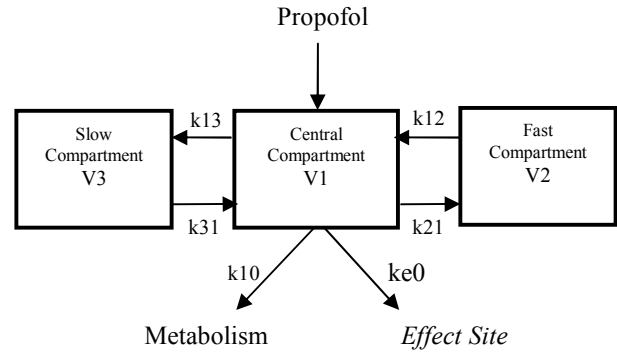 Propofol
k13
k12
Slow
Compartment
V3
Central
Compartment
V1
Fast
Compartment
V2
k31
k21
k10
ke0
Metabolism
Effect Site